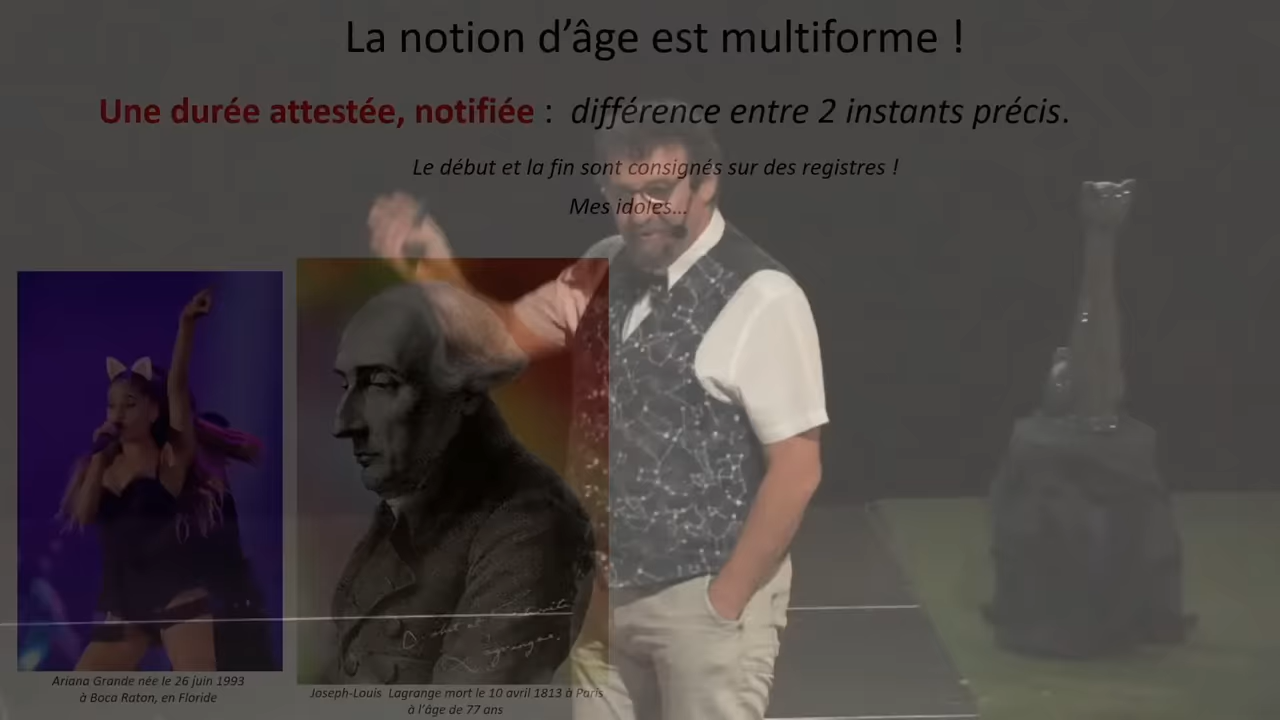 La notion d'âge est multiforme !
Une durée attestée, notifiée : différence entre 2 instants précis.
Le début et la fin sont consignés sur des registres !
Mes idoles...
Ariana Grande née le 26 juin 1993
à Boca Raton, en Floride
Joseph-Louis Lagrange mort le 10 avril 1813 à Paris
à l'âge de 77 ans